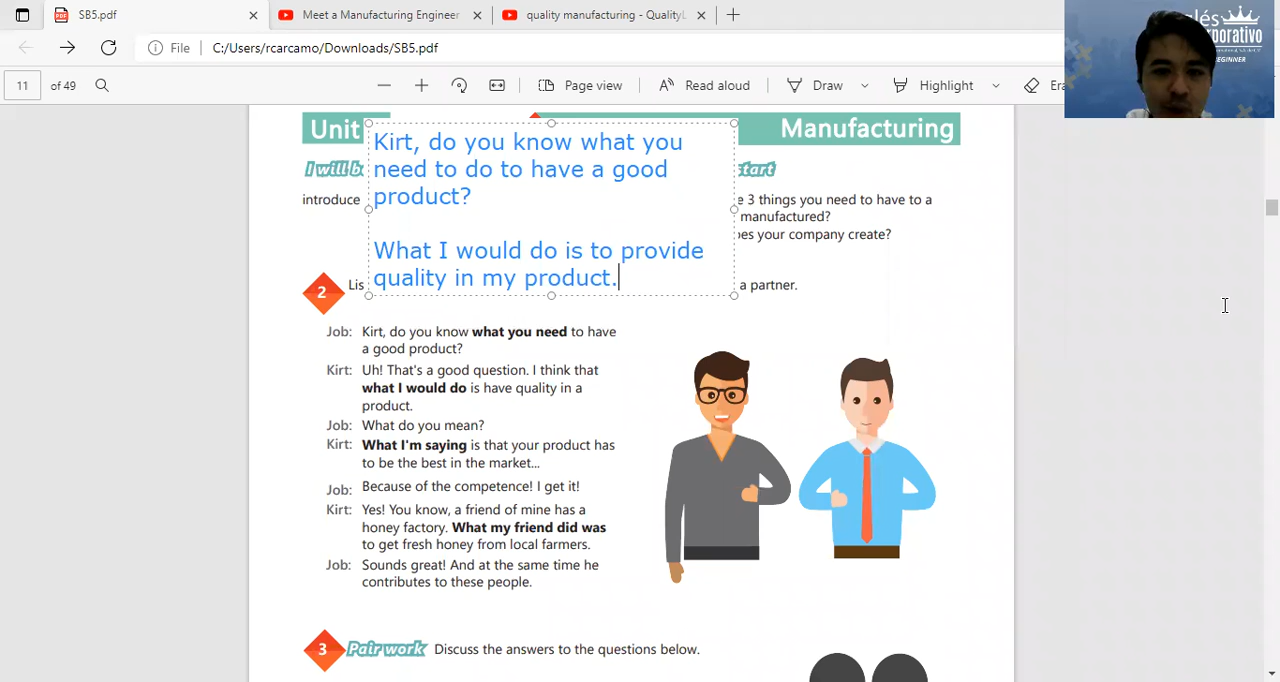 SB5.pdf
Meet a Manufacturing Engineer
quality manufacturing - QualityL
File
C:/Users/rcarcamo/Downloads/SB5.pdf
11
of 49
Page view
Read aloud
Draw
Highlight
glés
rporativo
BEGINNER
Unit
Manufacturing
Kirt, do you know what you
need to do to have a good
product?
What I would do is to provide
quality in my product.
I will b
start
introduce
e 3 things you need to have to a
manufactured?
oes your company create?
2
Lis
a partner.
Job: Kirt, do you know what you need to have
a good product?
Kirt: Uh! That's a good question. I think that
what I would do is have quality in a
product.
Job: What do you mean?
Kirt: What I'm saying is that your product has
to be the best in the market...
Job: Because of the competence! I get it!
Kirt: Yes! You know, a friend of mine has a
honey factory. What my friend did was
to get fresh honey from local farmers.
Job: Sounds great! And at the same time he
contributes to these people.
3
Pair work Discuss the answers to the questions below.